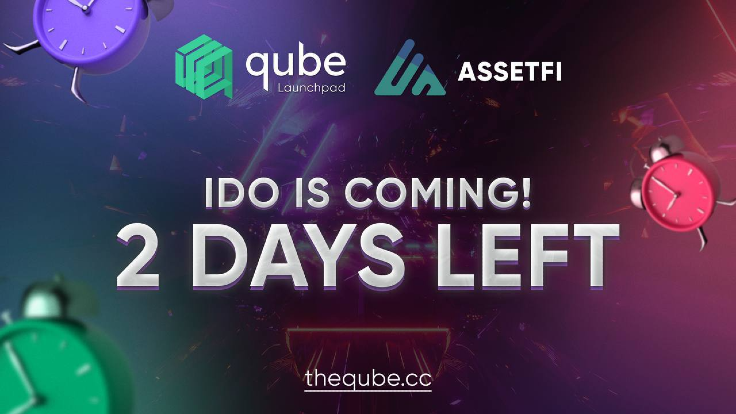 qube
Launchpad
ASSETFI
IDO IS COMING!
2 DAYS LEFT
theqube.cc